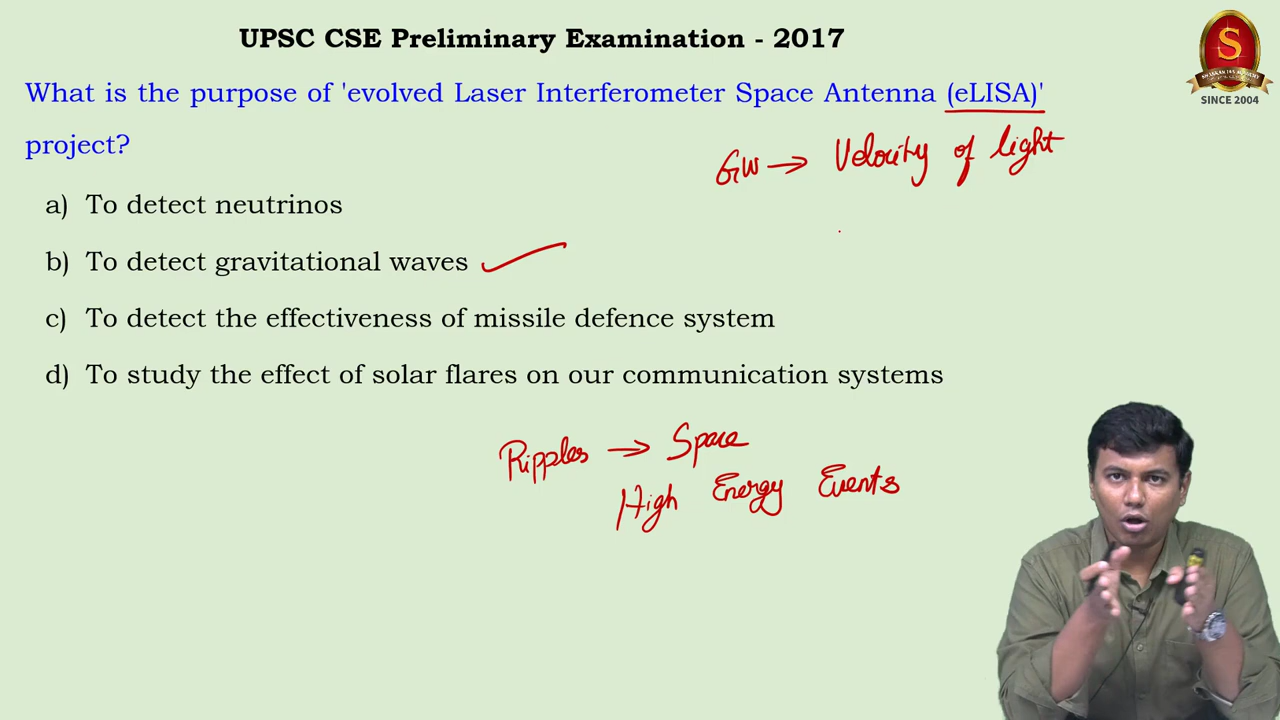 UPSC CSE Preliminary Examination - 2017
What is the purpose of 'evolved Laser Interferometer Space Antenna (eLISA)'
project?
GW → Velocity of light
a) To detect neutrinos
b) To detect gravitational waves
c) To detect the effectiveness of missile defence system
d) To study the effect of solar flares on our communication systems
Ripples → Space
High Energy Events
S
SINCE 2004